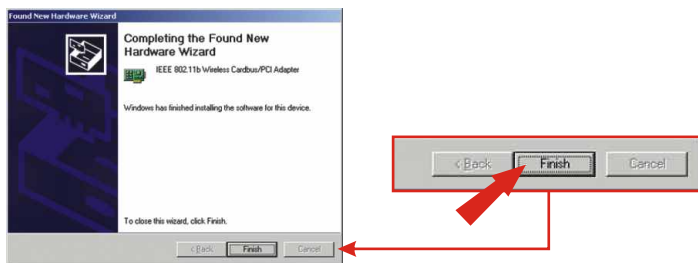 Found New Hardware Wizard
Completing the Found New
Hardware Wizard
IEEE 802.11b Wireless Cardbus/PCI Adapter
Windows has finished installing the software for this device.
To close this wizard, click Finish.
< Back Finish Cancel
< Back Finish Cancel